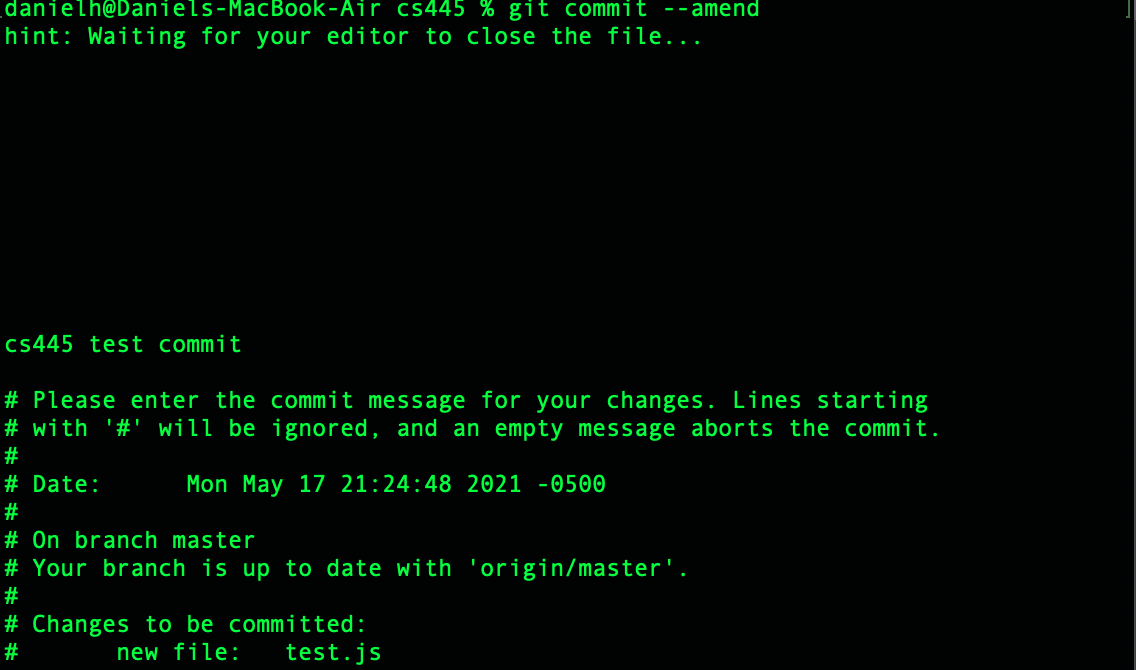 danielh@Daniels-MacBook-Air cs445 % git commit --amend
hint: Waiting for your editor to close the file...
cs445 test commit
# Please enter the commit message for your changes. Lines starting
# with '#' will be ignored, and an empty message aborts the commit.
#
# Date:      Mon May 17 21:24:48 2021 -0500
#
# On branch master
# Your branch is up to date with 'origin/master'.
#
# Changes to be committed:
#       new file:   test.js